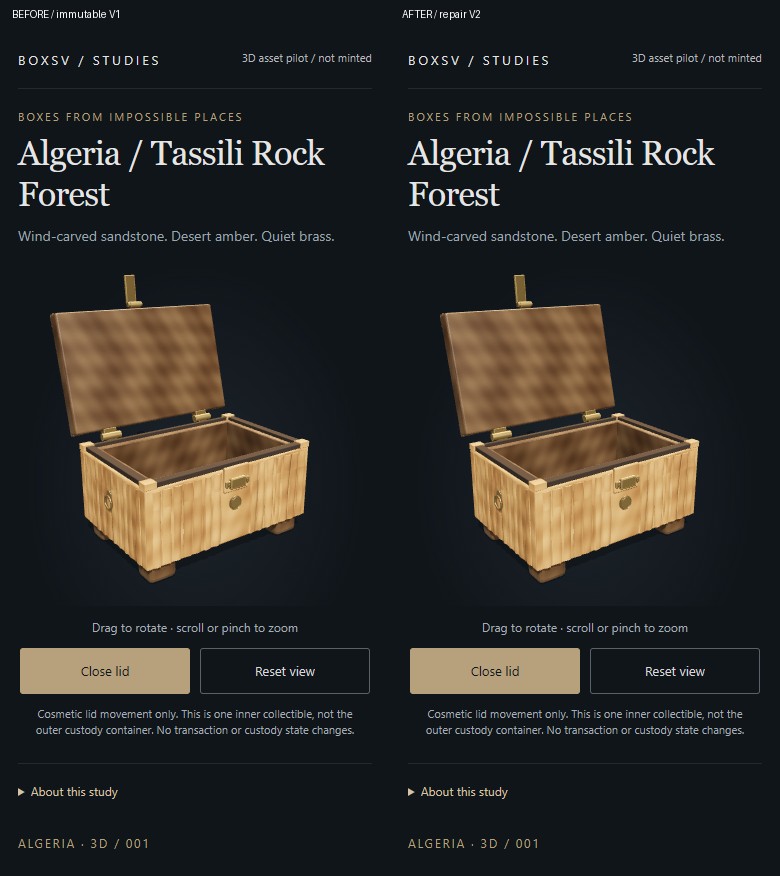 BEFORE / immutable V1
BOXSV / STUDIES
3D asset pilot / not minted
BOXES FROM IMPOSSIBLE PLACES
Algeria / Tassili Rock
Forest
Wind-carved sandstone. Desert amber. Quiet brass.
Drag to rotate · scroll or pinch to zoom
Close lid
Reset view
Cosmetic lid movement only. This is one inner collectible, not the
outer custody container. No transaction or custody state changes.
▶ About this study
ALGERIA · 3D / 001
AFTER / repair V2
BOXSV / STUDIES
3D asset pilot / not minted
BOXES FROM IMPOSSIBLE PLACES
Algeria / Tassili Rock
Forest
Wind-carved sandstone. Desert amber. Quiet brass.
Drag to rotate · scroll or pinch to zoom
Close lid
Reset view
Cosmetic lid movement only. This is one inner collectible, not the
outer custody container. No transaction or custody state changes.
▶ About this study
ALGERIA · 3D / 001